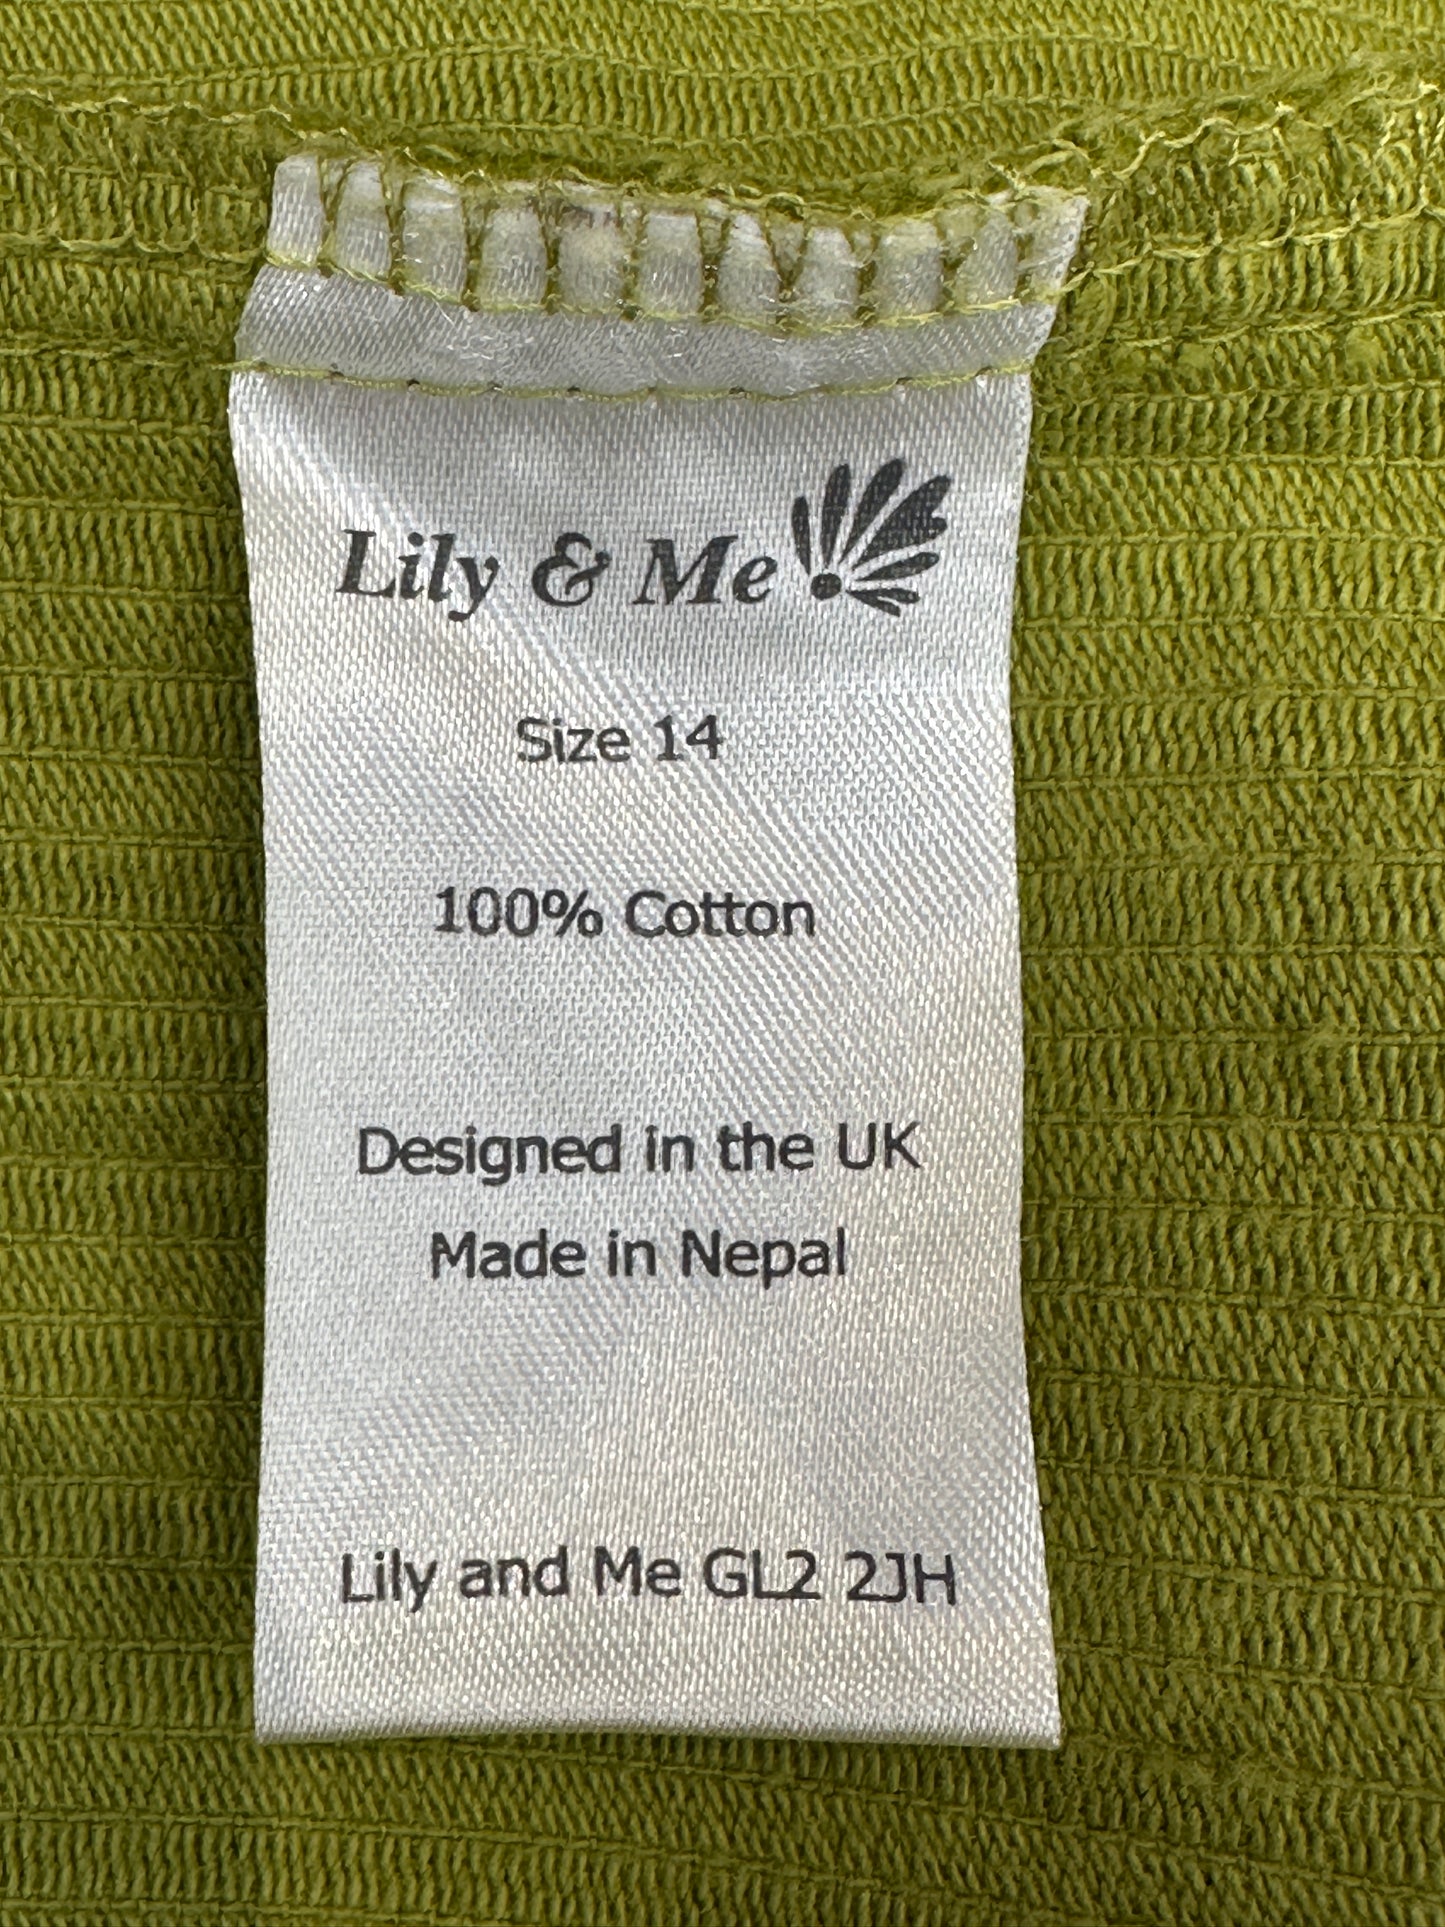 Lily & Me
Size 14
100% Cotton
Designed in the UK
Made in Nepal
Lily and Me GL2 2JH